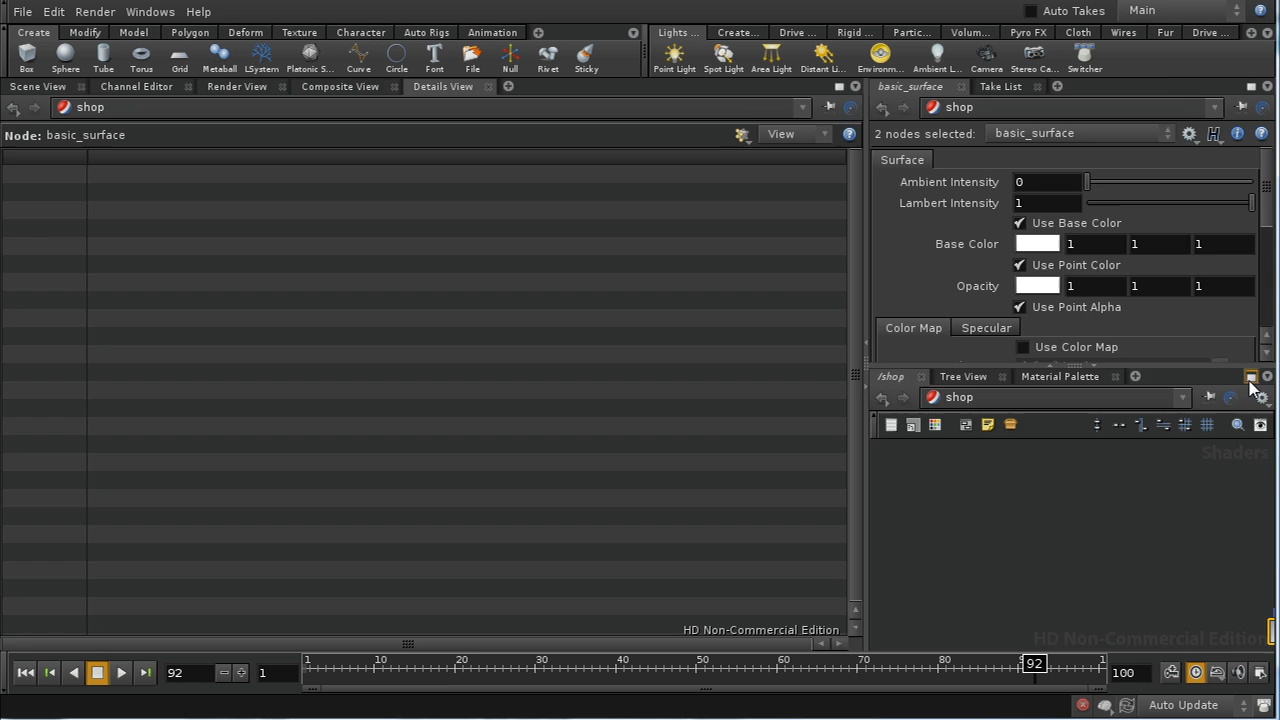 File Edit Render Windows Help Auto Takes Main
Create Modify Model Polygon Deform Texture Character Auto Rigs Animation Lights ... Create... Drive ... Rigid ... Partic... Volum... Pyro FX Cloth Wires Fur Drive ...
Box Sphere Tube Torus Grid Metaball LSystem Platonic S... Curve Circle Font File Null Rivet Sticky Point Light Spot Light Area Light Distant Li... Environm... Ambient L... Camera Stereo Ca... Switcher
Scene View Channel Editor Render View Composite View Details View basic_surface Take List
shop shop
Node: basic_surface View 2 nodes selected: basic_surface
Surface
Ambient Intensity 0
Lambert Intensity 1
Use Base Color
Base Color 1 1 1
Use Point Color
Opacity 1 1 1
Use Point Alpha
Color Map Specular
Use Color Map
/shop Tree View Material Palette
shop
Shaders
HD Non-Commercial Edition
HD Non-Commercial Edition
92 1 1 10 20 30 40 50 60 70 80 92 1 100
Auto Update